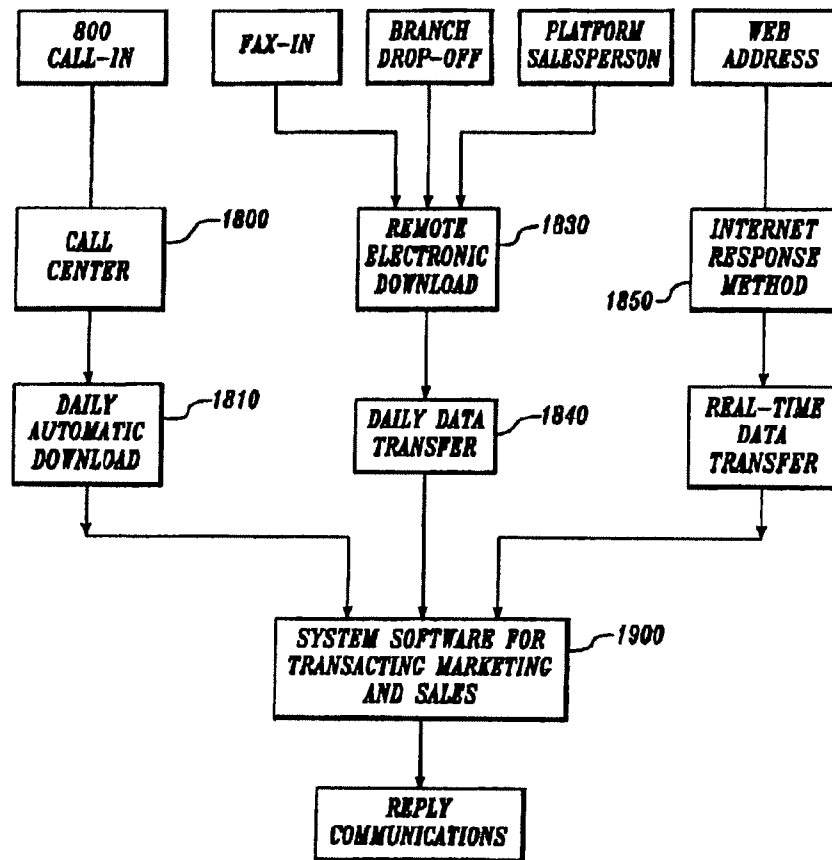 800
CALL-IN
FAX-IN
BRANCH
DROP-OFF
PLATFORM
SALESPERSON
WEB
ADDRESS
CALL
CENTER
1800
REMOTE
ELECTRONIC
DOWNLOAD
1830
INTERNET
RESPONSE
METHOD
1850
DAILY
AUTOMATIC
DOWNLOAD
1810
DAILY DATA
TRANSFER
1840
REAL-TIME
DATA
TRANSFER
SYSTEM SOFTWARE FOR
TRANSACTING MARKETING
AND SALES
1900
REPLY
COMMUNICATIONS